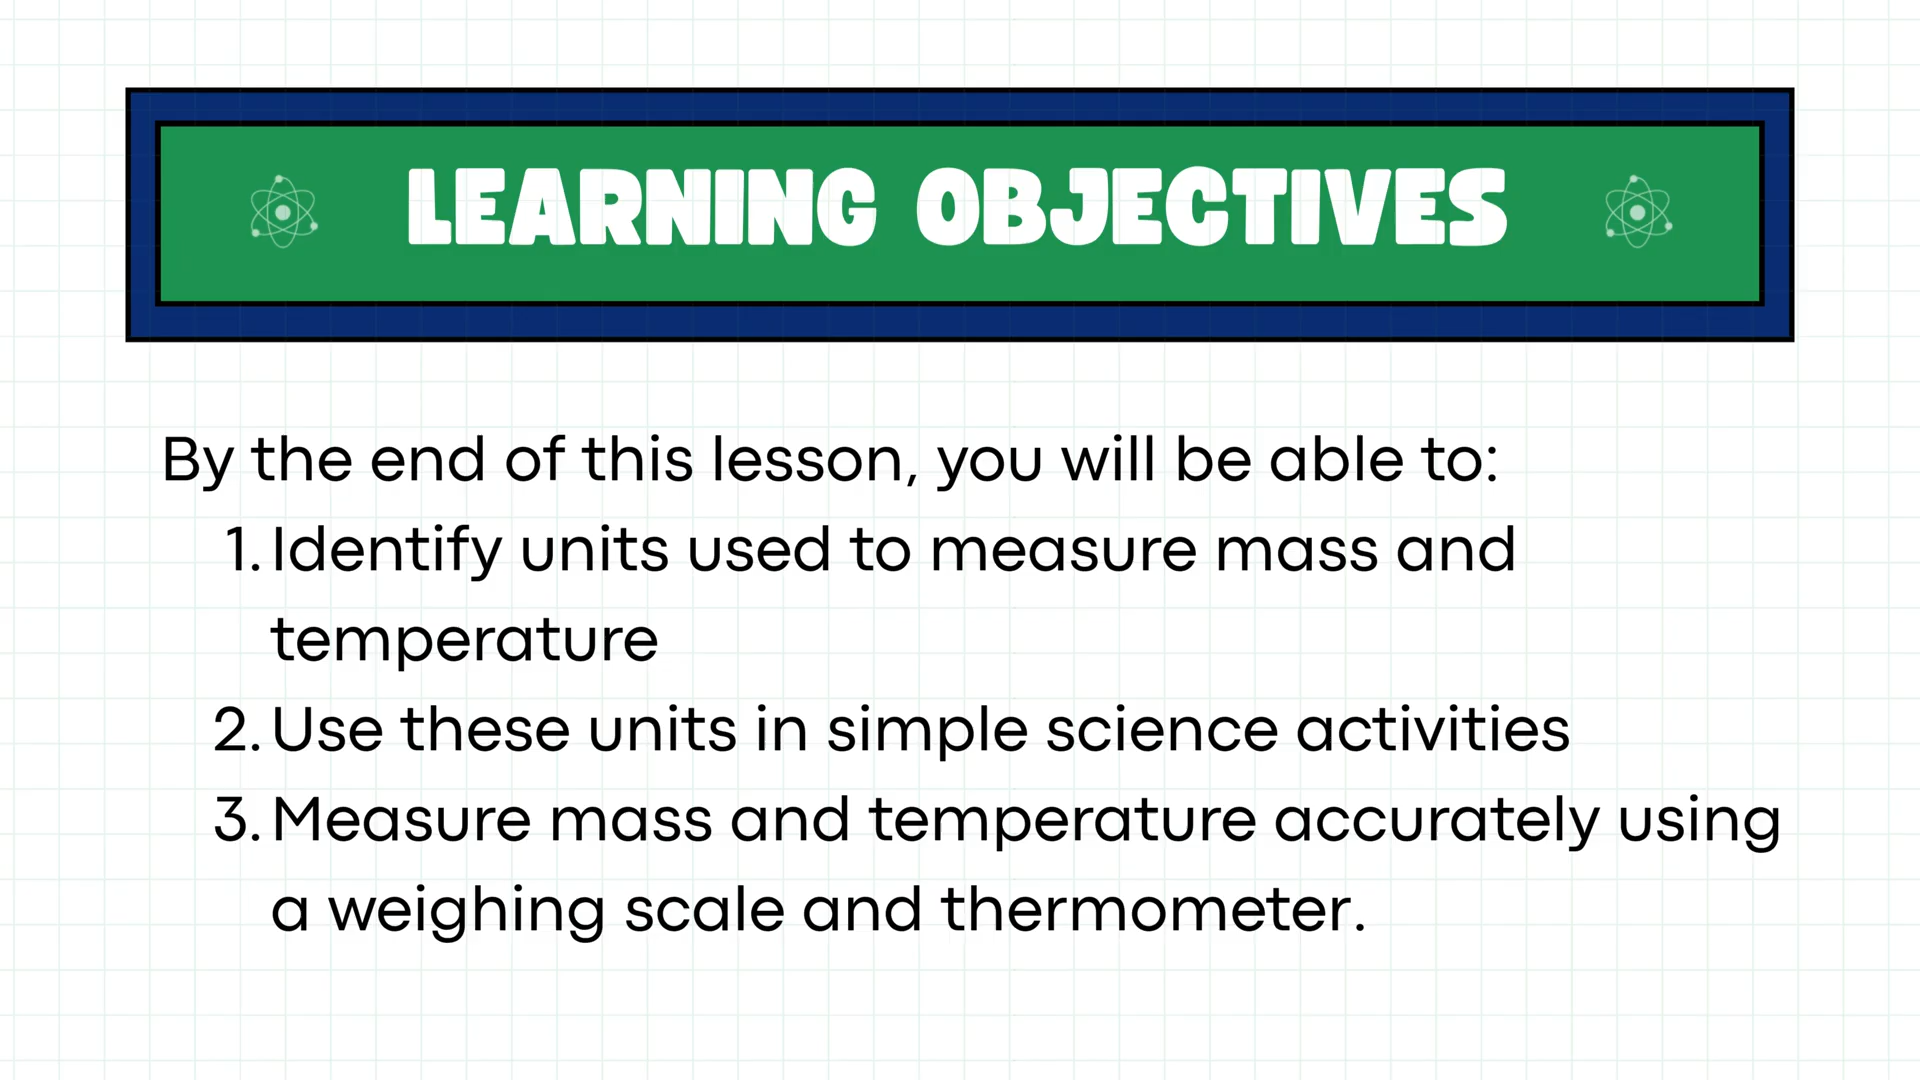 LEARNING OBJECTIVES
By the end of this lesson, you will be able to:
1. Identify units used to measure mass and
temperature
2. Use these units in simple science activities
3. Measure mass and temperature accurately using
a weighing scale and thermometer.